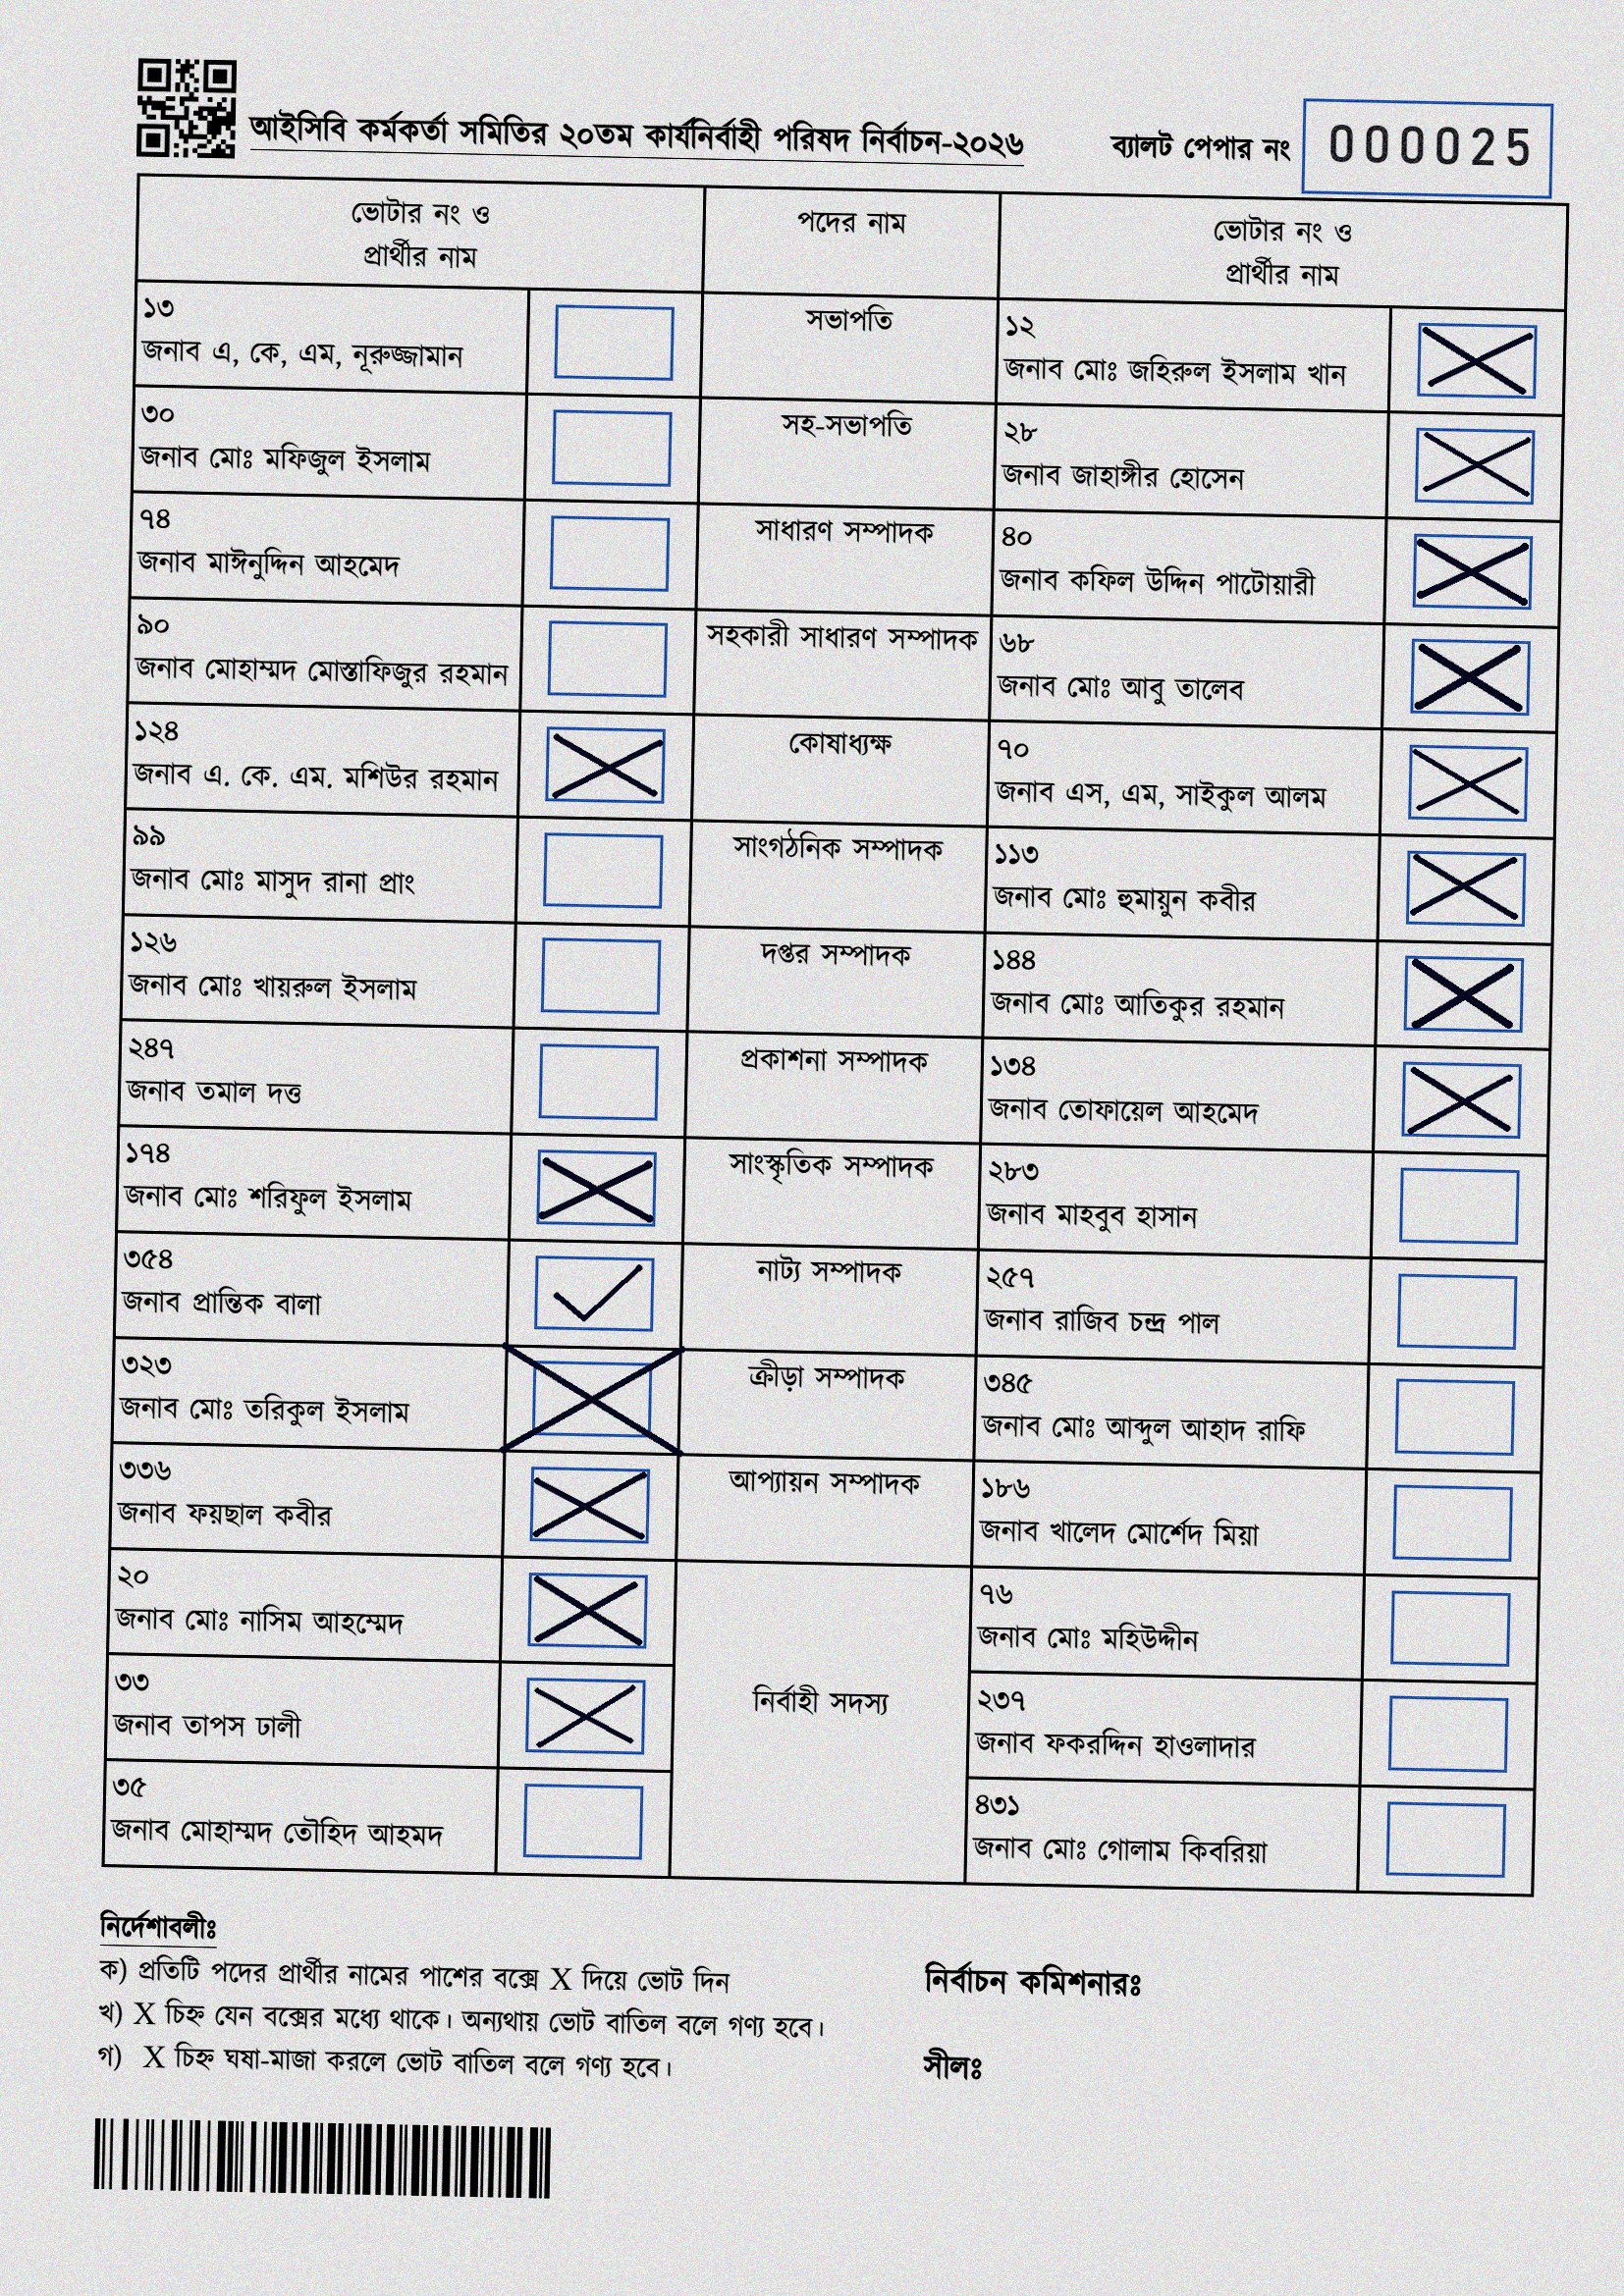 আইসিবি কর্মকর্তা সমিতির ২০তম কার্যনির্বাহী পরিষদ নির্বাচন-২০২৬
ব্যালট পেপার নং
000025
ভোটার নং ও
প্রার্থীর নাম
পদের নাম
ভোটার নং ও
প্রার্থীর নাম
১৩
জনাব এ, কে, এম, নূরুজ্জামান
সভাপতি
১২
জনাব মোঃ জহিরুল ইসলাম খান
৩০
জনাব মোঃ মফিজুল ইসলাম
সহ-সভাপতি
২৮
জনাব জাহাঙ্গীর হোসেন
৭৪
জনাব মাঈনুদ্দিন আহমেদ
সাধারণ সম্পাদক
৪০
জনাব কফিল উদ্দিন পাটোয়ারী
৯০
জনাব মোহাম্মদ মোস্তাফিজুর রহমান
সহকারী সাধারণ সম্পাদক
৬৮
জনাব মোঃ আবু তালেব
১২৪
জনাব এ. কে. এম. মশিউর রহমান
কোষাধ্যক্ষ
৭০
জনাব এস, এম, সাইকুল আলম
৯৯
জনাব মোঃ মাসুদ রানা প্রাং
সাংগঠনিক সম্পাদক
১১৩
জনাব মোঃ হুমায়ুন কবীর
১২৬
জনাব মোঃ খায়রুল ইসলাম
দপ্তর সম্পাদক
১৪৪
জনাব মোঃ আতিকুর রহমান
২৪৭
জনাব তমাল দত্ত
প্রকাশনা সম্পাদক
১৩৪
জনাব তোফায়েল আহমেদ
১৭৪
জনাব মোঃ শরিফুল ইসলাম
সাংস্কৃতিক সম্পাদক
২৮৩
জনাব মাহবুব হাসান
৩৫৪
জনাব প্রান্তিক বালা
নাট্য সম্পাদক
২৫৭
জনাব রাজিব চন্দ্র পাল
৩২৩
জনাব মোঃ তরিকুল ইসলাম
ক্রীড়া সম্পাদক
৩৪৫
জনাব মোঃ আব্দুল আহাদ রাফি
৩৩৬
জনাব ফয়ছাল কবীর
আপ্যায়ন সম্পাদক
১৮৬
জনাব খালেদ মোর্শেদ মিয়া
২০
জনাব মোঃ নাসিম আহম্মেদ
৭৬
জনাব মোঃ মহিউদ্দীন
৩৩
জনাব তাপস ঢালী
নির্বাহী সদস্য
২৩৭
জনাব ফকরদ্দিন হাওলাদার
৩৫
জনাব মোহাম্মদ তৌহিদ আহমদ
৪৩১
জনাব মোঃ গোলাম কিবরিয়া
নির্দেশাবলীঃ
ক) প্রতিটি পদের প্রার্থীর নামের পাশের বক্সে X দিয়ে ভোট দিন
খ) X চিহ্ন যেন বক্সের মধ্যে থাকে। অন্যথায় ভোট বাতিল বলে গণ্য হবে।
গ) X চিহ্ন ঘষা-মাজা করলে ভোট বাতিল বলে গণ্য হবে।
নির্বাচন কমিশনারঃ
সীলঃ